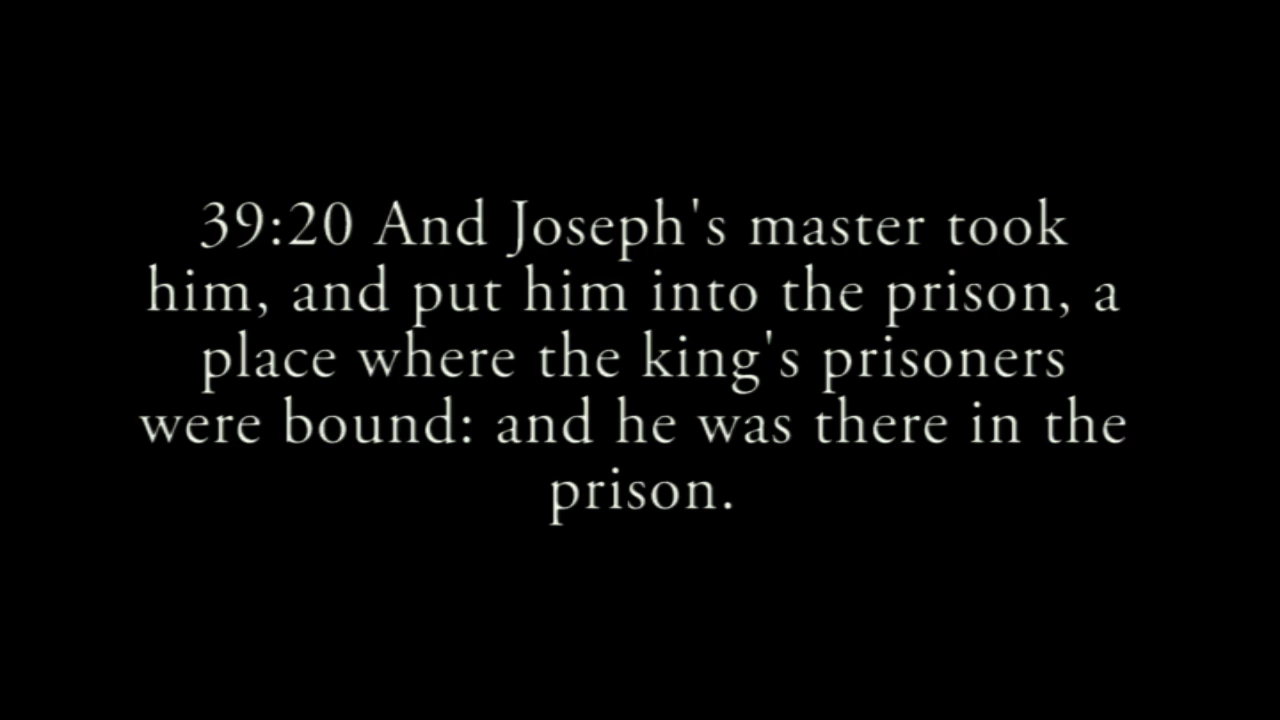 39:20 And Joseph's master took
him, and put him into the prison, a
place where the king's prisoners
were bound: and he was there in the
prison.